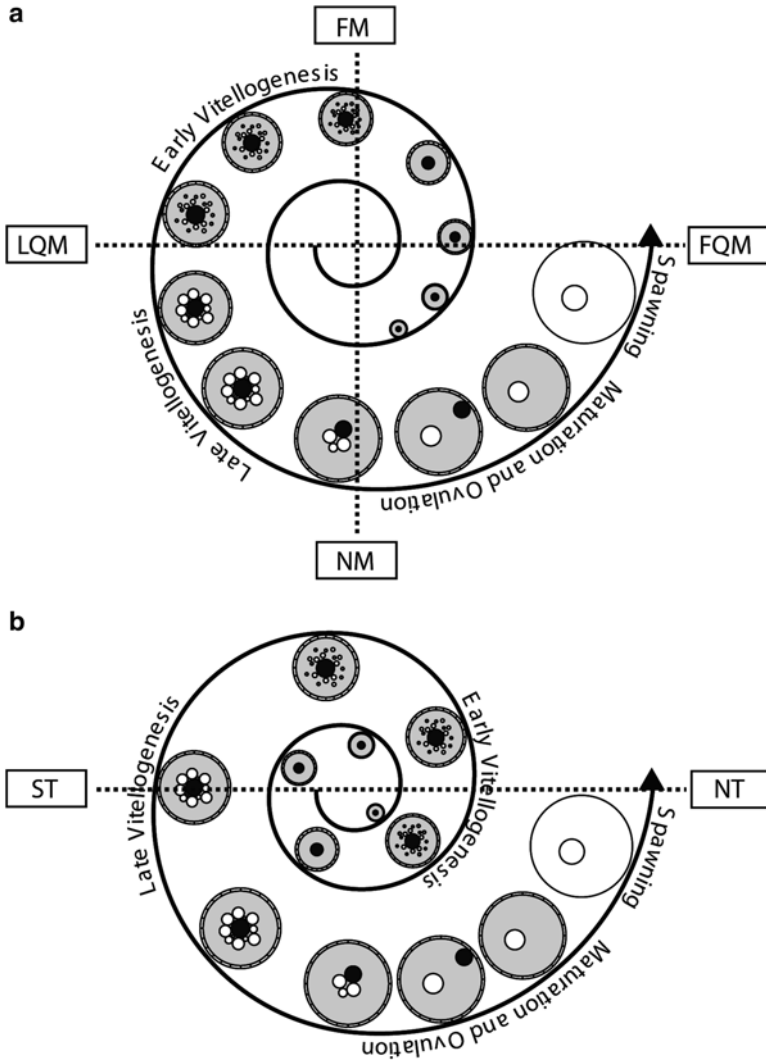 a
FM
Early Vitellogenesis
LQM
FQM
Spawning
Late Vitellogenesis
Maturation and Ovulation
NM
b
Early Vitellogenesis
Late Vitellogenesis
ST
NT
Spawning
Maturation and Ovulation